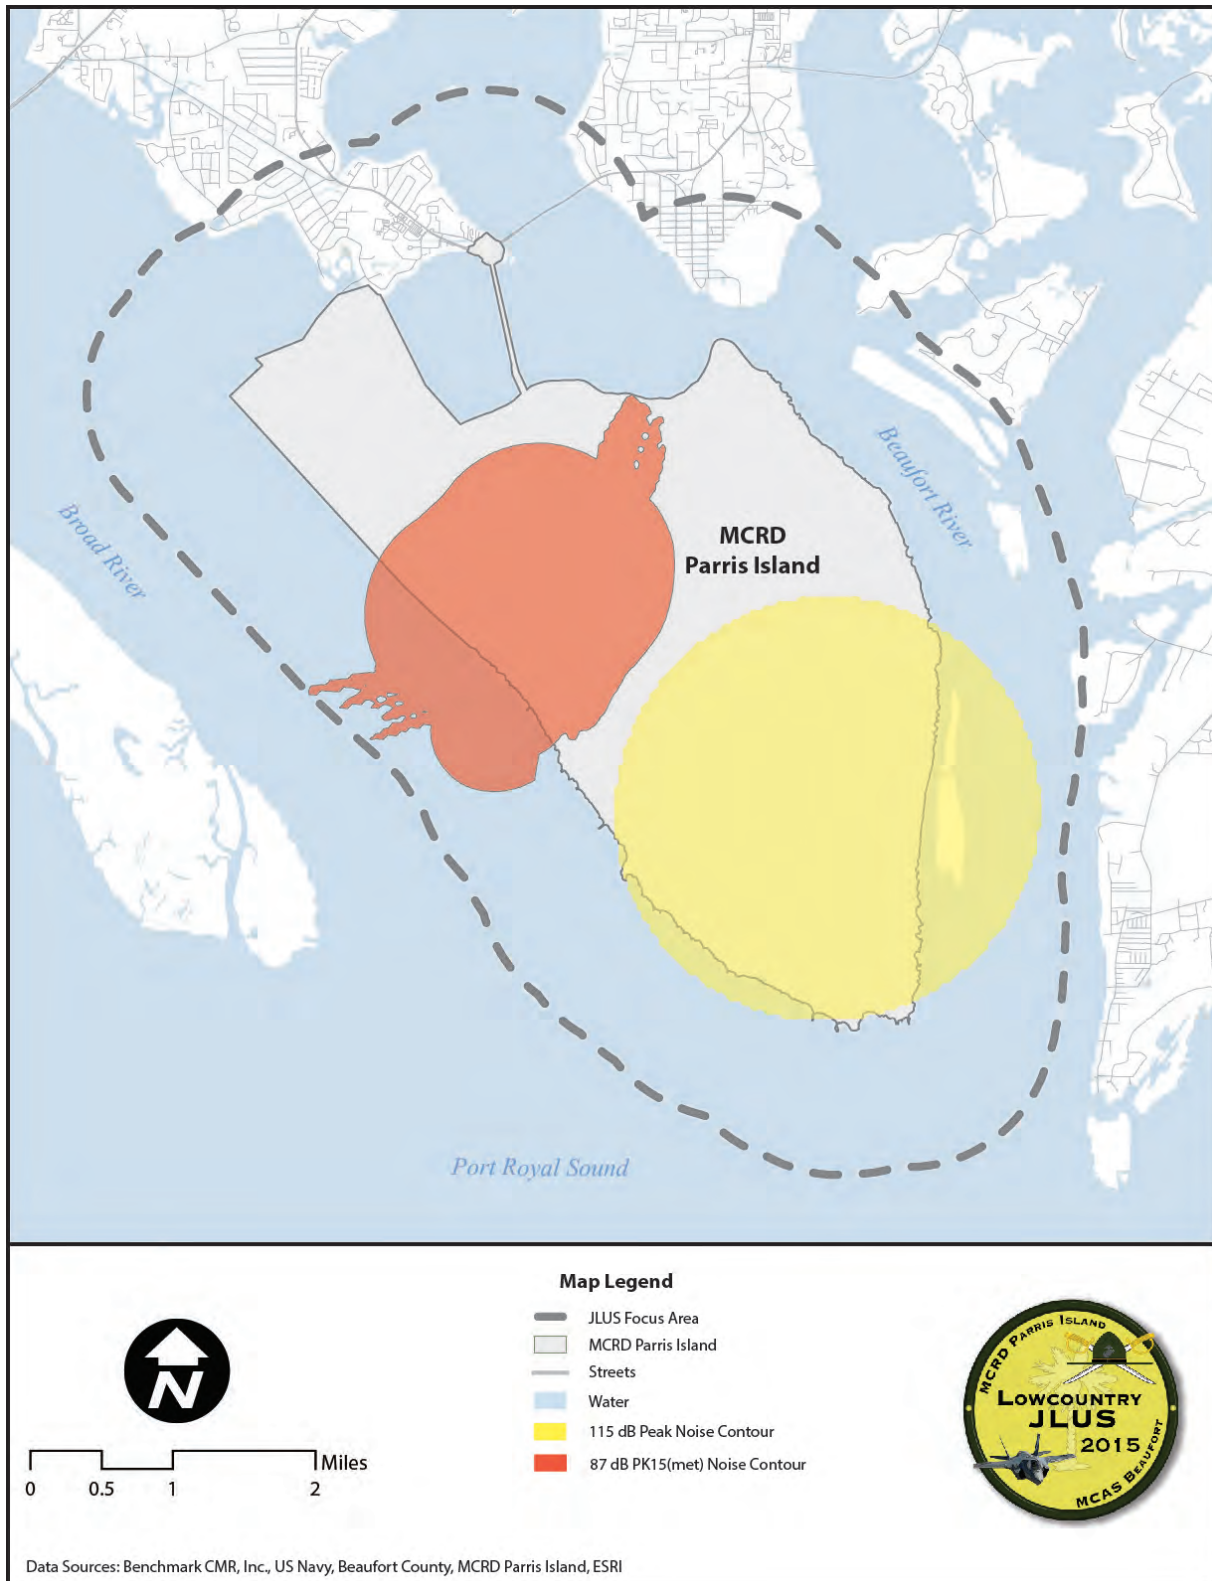 Broad River
Beaufort River
MCRD
Parris Island
Port Royal Sound
Map Legend
JLUS Focus Area
MCRD Parris Island
Streets
Water
115 dB Peak Noise Contour
87 dB PK15(met) Noise Contour
N
Miles
0 0.5 1 2
MCRD PARRIS ISLAND
LOWCOUNTRY
JLUS
2015
MCAS BEAUFORT
Data Sources: Benchmark CMR, Inc., US Navy, Beaufort County, MCRD Parris Island, ESRI